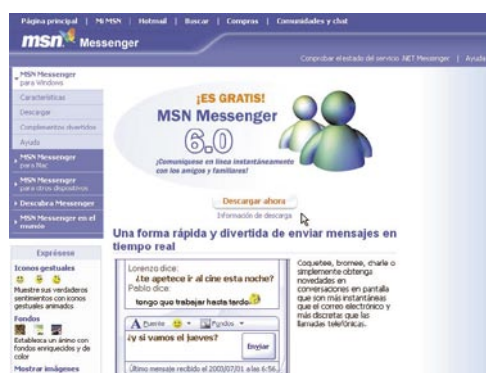 Página principal | Mi MSN | Hotmail | Buscar | Compras | Comunidades y chat
msn Messenger
Comprobar el estado del servicio .NET Messenger | Ayuda
MSN Messenger
para Windows
Características
Descargar
Complementos divertidos
Ayuda
MSN Messenger
para Mac
MSN Messenger
para otros dispositivos
Descubra Messenger
MSN Messenger en el
mundo
Exprésese
Iconos gestuales
Muestre sus verdaderos
sentimientos con iconos
gestuales animados
Fondos
Establezca un ánimo con
fondos enriquecidos y de
color
Mostrar imágenes
¡ES GRATIS!
MSN Messenger
6.0
¡Comuníquese en línea instantáneamente
con los amigos y familiares!
Descargar ahora
Información de descarga
Una forma rápida y divertida de enviar mensajes en
tiempo real
Lorenzo dice:
¿te apetece ir al cine esta noche?
Pablo dice:
tengo que trabajar hasta tarde
A Fuente Fondos
¿y si vamos el jueves?
Enviar
Último mensaje recibido el 2003/07/01 a las 6:56.
Coquetee, bromee, charle o
simplemente obtenga
novedades en
conversaciones en pantalla
que son más instantáneas
que el correo electrónico y
más discretas que las
llamadas telefónicas.